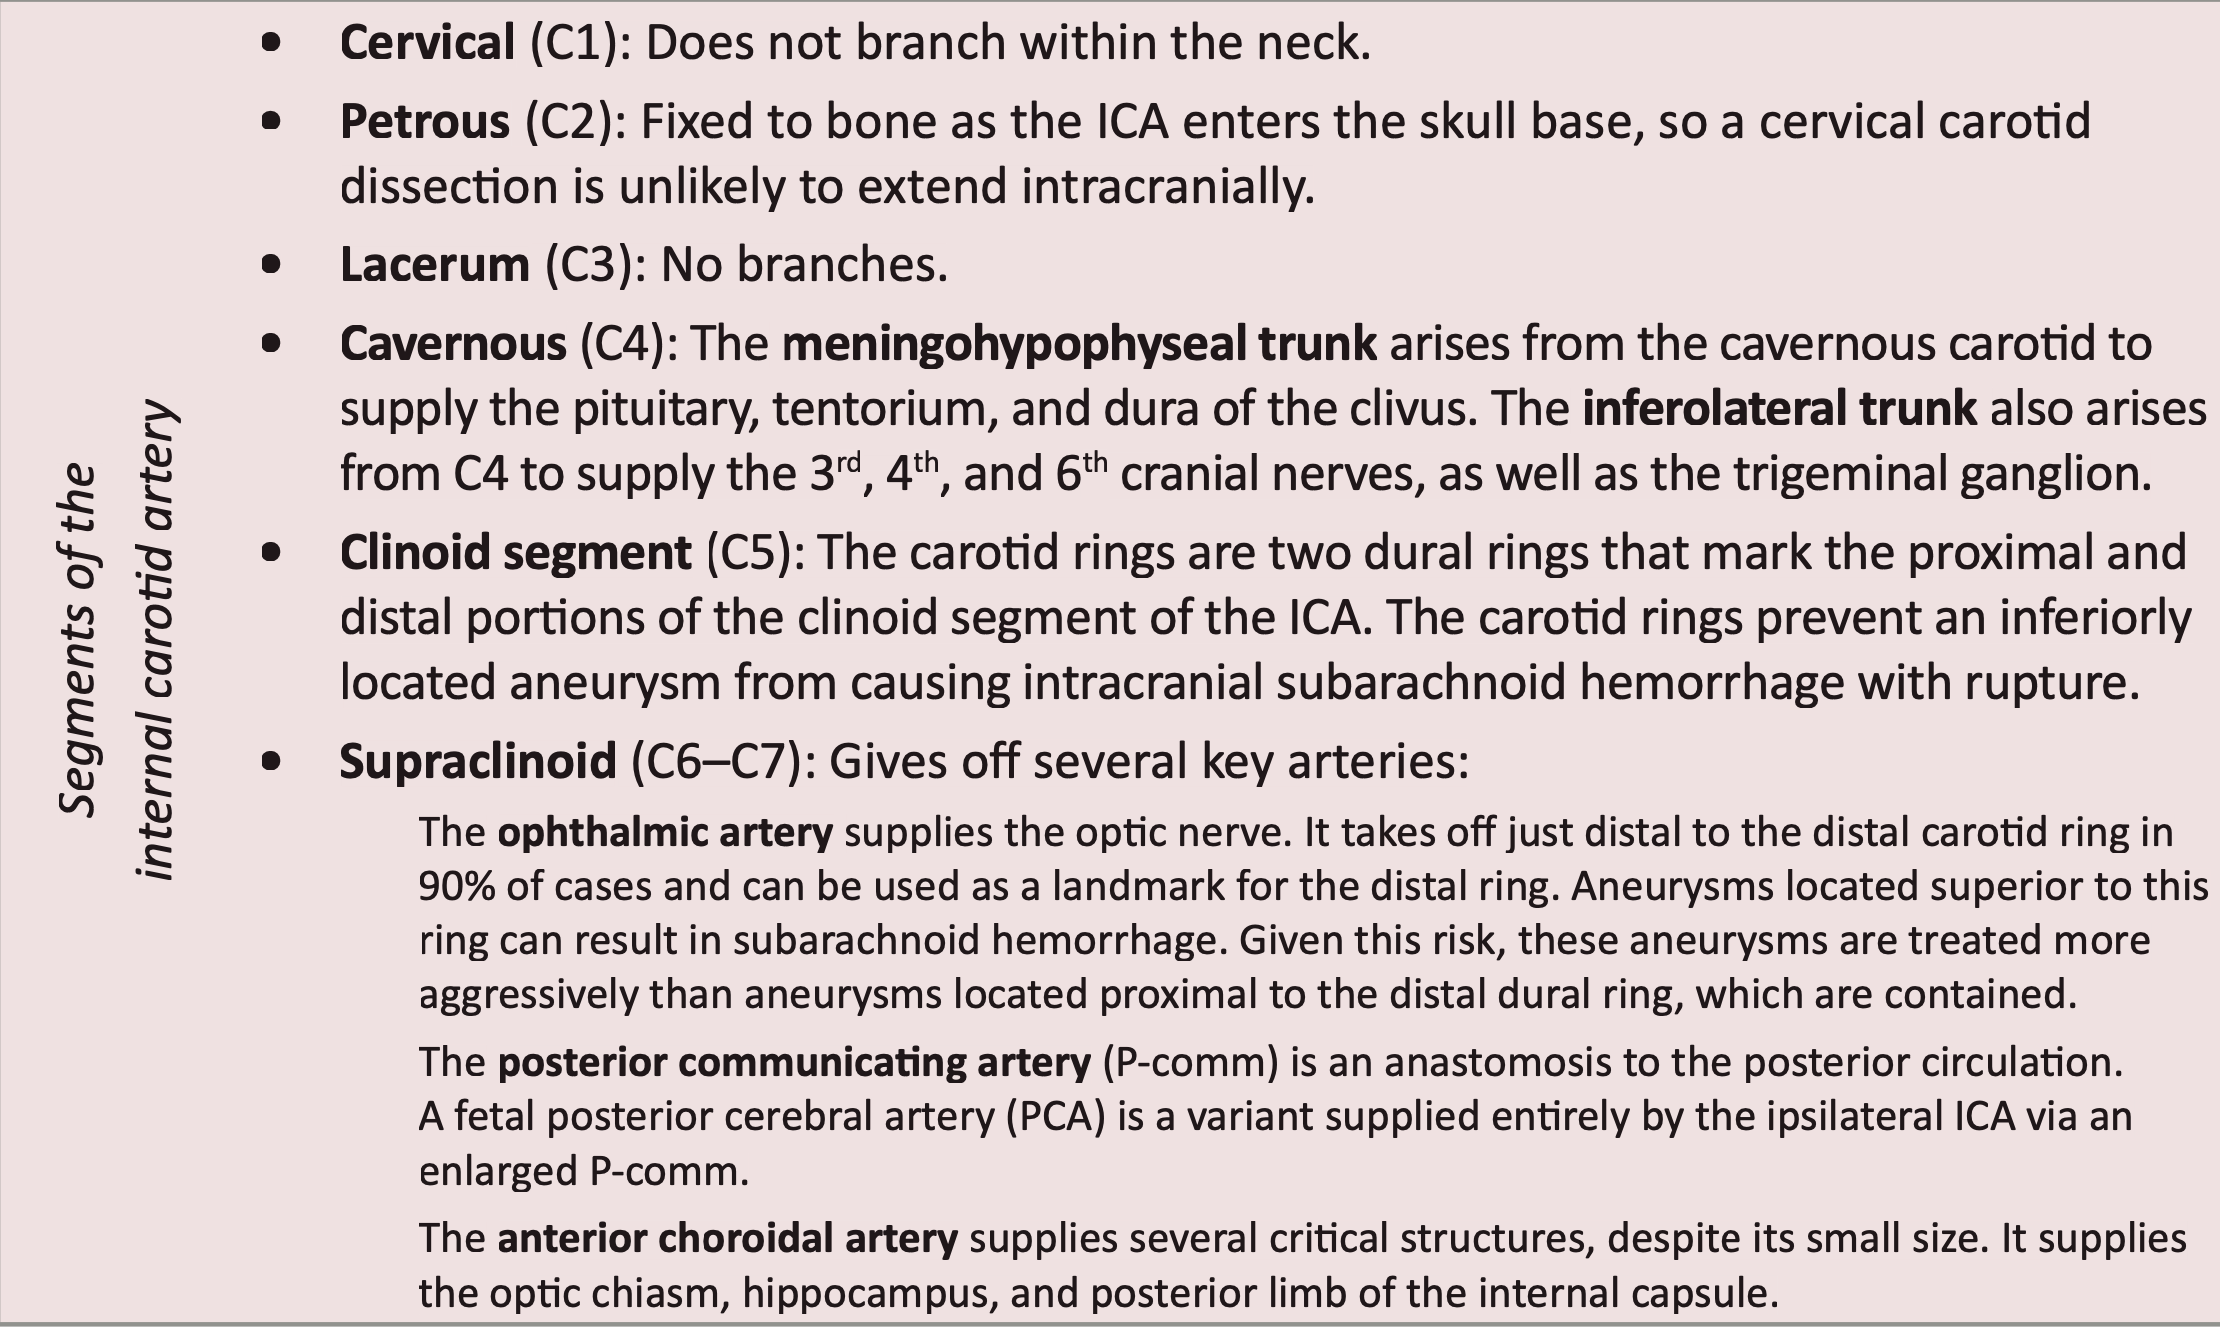 Segments of the
internal carotid artery
• Cervical (C1): Does not branch within the neck.
• Petrous (C2): Fixed to bone as the ICA enters the skull base, so a cervical carotid
dissection is unlikely to extend intracranially.
• Lacerum (C3): No branches.
• Cavernous (C4): The meningohypophyseal trunk arises from the cavernous carotid to
supply the pituitary, tentorium, and dura of the clivus. The inferolateral trunk also arises
from C4 to supply the 3rd, 4th, and 6th cranial nerves, as well as the trigeminal ganglion.
• Clinoid segment (C5): The carotid rings are two dural rings that mark the proximal and
distal portions of the clinoid segment of the ICA. The carotid rings prevent an inferiorly
located aneurysm from causing intracranial subarachnoid hemorrhage with rupture.
• Supraclinoid (C6–C7): Gives off several key arteries:
The ophthalmic artery supplies the optic nerve. It takes off just distal to the distal carotid ring in
90% of cases and can be used as a landmark for the distal ring. Aneurysms located superior to this
ring can result in subarachnoid hemorrhage. Given this risk, these aneurysms are treated more
aggressively than aneurysms located proximal to the distal dural ring, which are contained.
The posterior communicating artery (P-comm) is an anastomosis to the posterior circulation.
A fetal posterior cerebral artery (PCA) is a variant supplied entirely by the ipsilateral ICA via an
enlarged P-comm.
The anterior choroidal artery supplies several critical structures, despite its small size. It supplies
the optic chiasm, hippocampus, and posterior limb of the internal capsule.